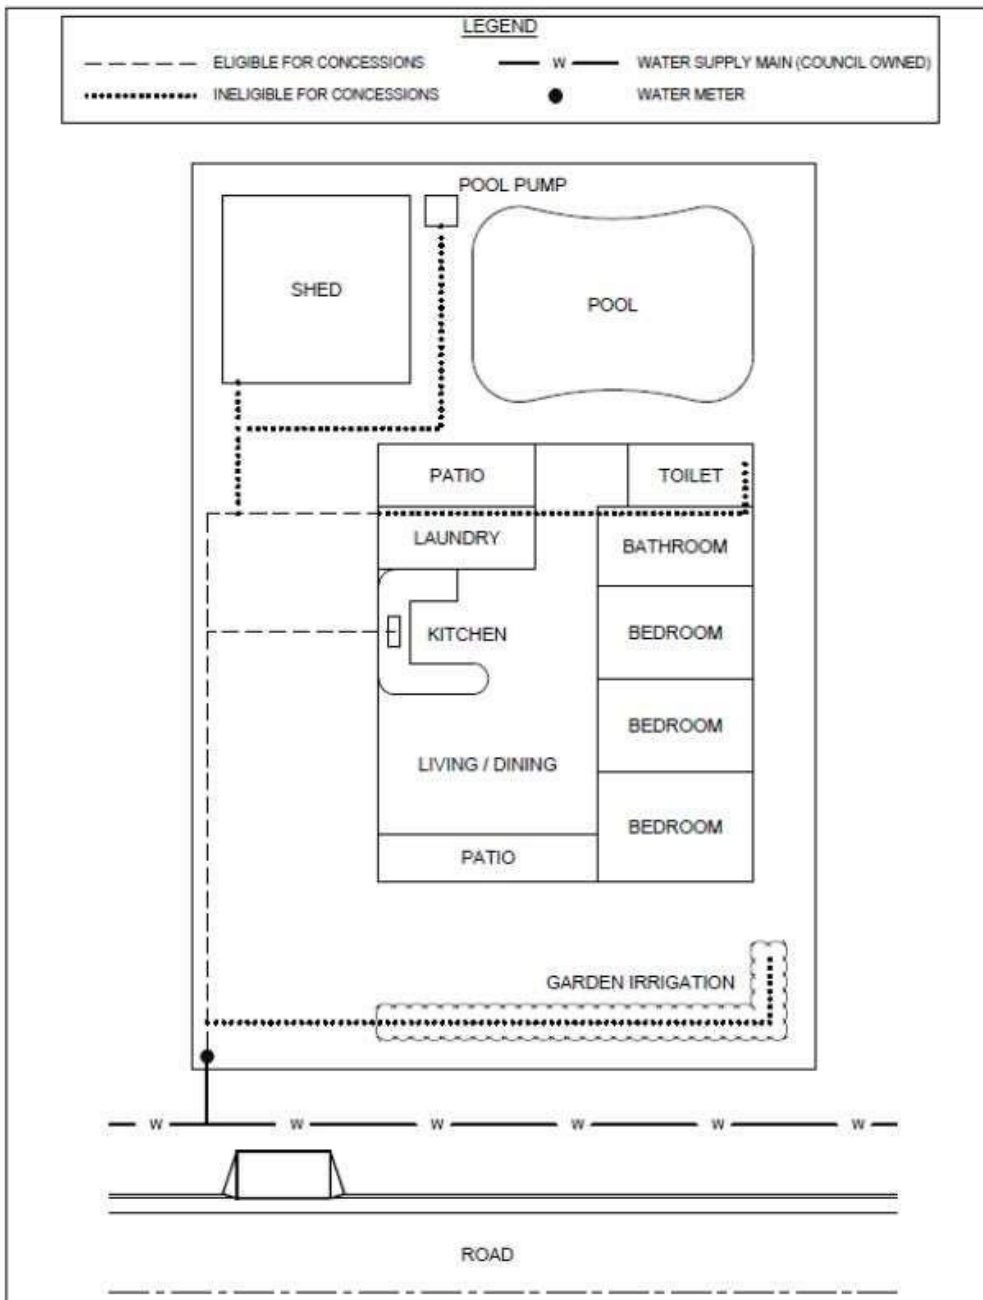 LEGEND
ELIGIBLE FOR CONCESSIONS
W
WATER SUPPLY MAIN (COUNCIL OWNED)
INELIGIBLE FOR CONCESSIONS
WATER METER
POOL PUMP
SHED
POOL
PATIO
TOILET
LAUNDRY
BATHROOM
KITCHEN
BEDROOM
BEDROOM
LIVING / DINING
BEDROOM
PATIO
GARDEN IRRIGATION
W W W W W W
ROAD